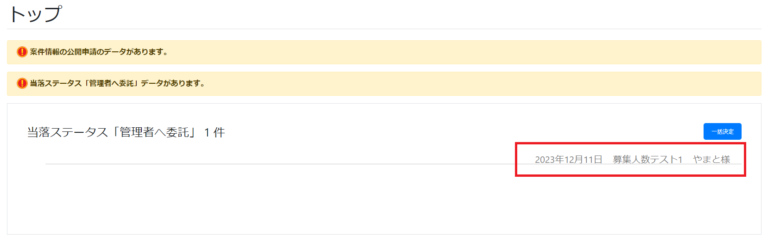 トップ
案件情報の公開申請のデータがあります。
当落ステータス「管理者へ委託」データがあります。
当落ステータス「管理者へ委託」 1 件
一括決定
2023年12月11日　募集人数テスト1　やまと様